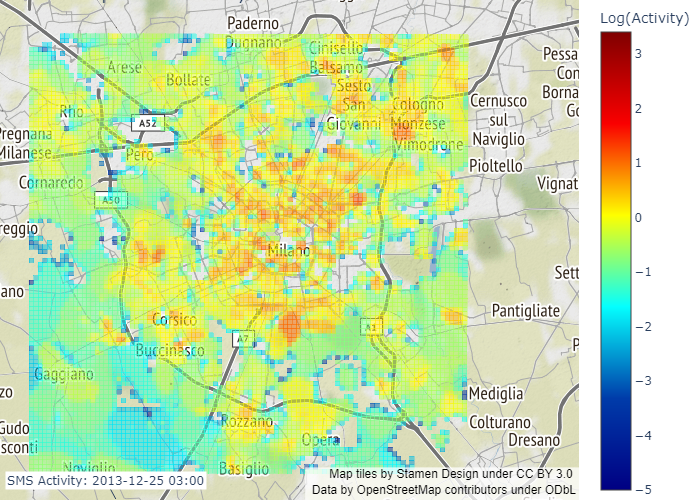 Paderno
Dugnano
Cinisello
Balsamo
Arese
Bollate
Sesto
San
Giovanni
Cologno
Monzese
Vimodrone
Cernusco
sul
Naviglio
Pioltello
Vignat
Pessa
Con
Borna
Go
Rho
A52
Pregnana
Milanese
Pero
Cornaredo
A50
reggio
Milano
Sett
ano
Pantigliate
P
Corsico
A7
A1
Buccinasco
Gaggiano
zo
Mediglia
Gudo
sconti
Rozzano
Opera
Colturano
Dresano
Noviglio
Basiglio
SMS Activity: 2013-12-25 03:00
Map tiles by Stamen Design under CC BY 3.0
Data by OpenStreetMap contributors under ODbL
Log(Activity)
3
2
1
0
−1
−2
−3
−4
−5